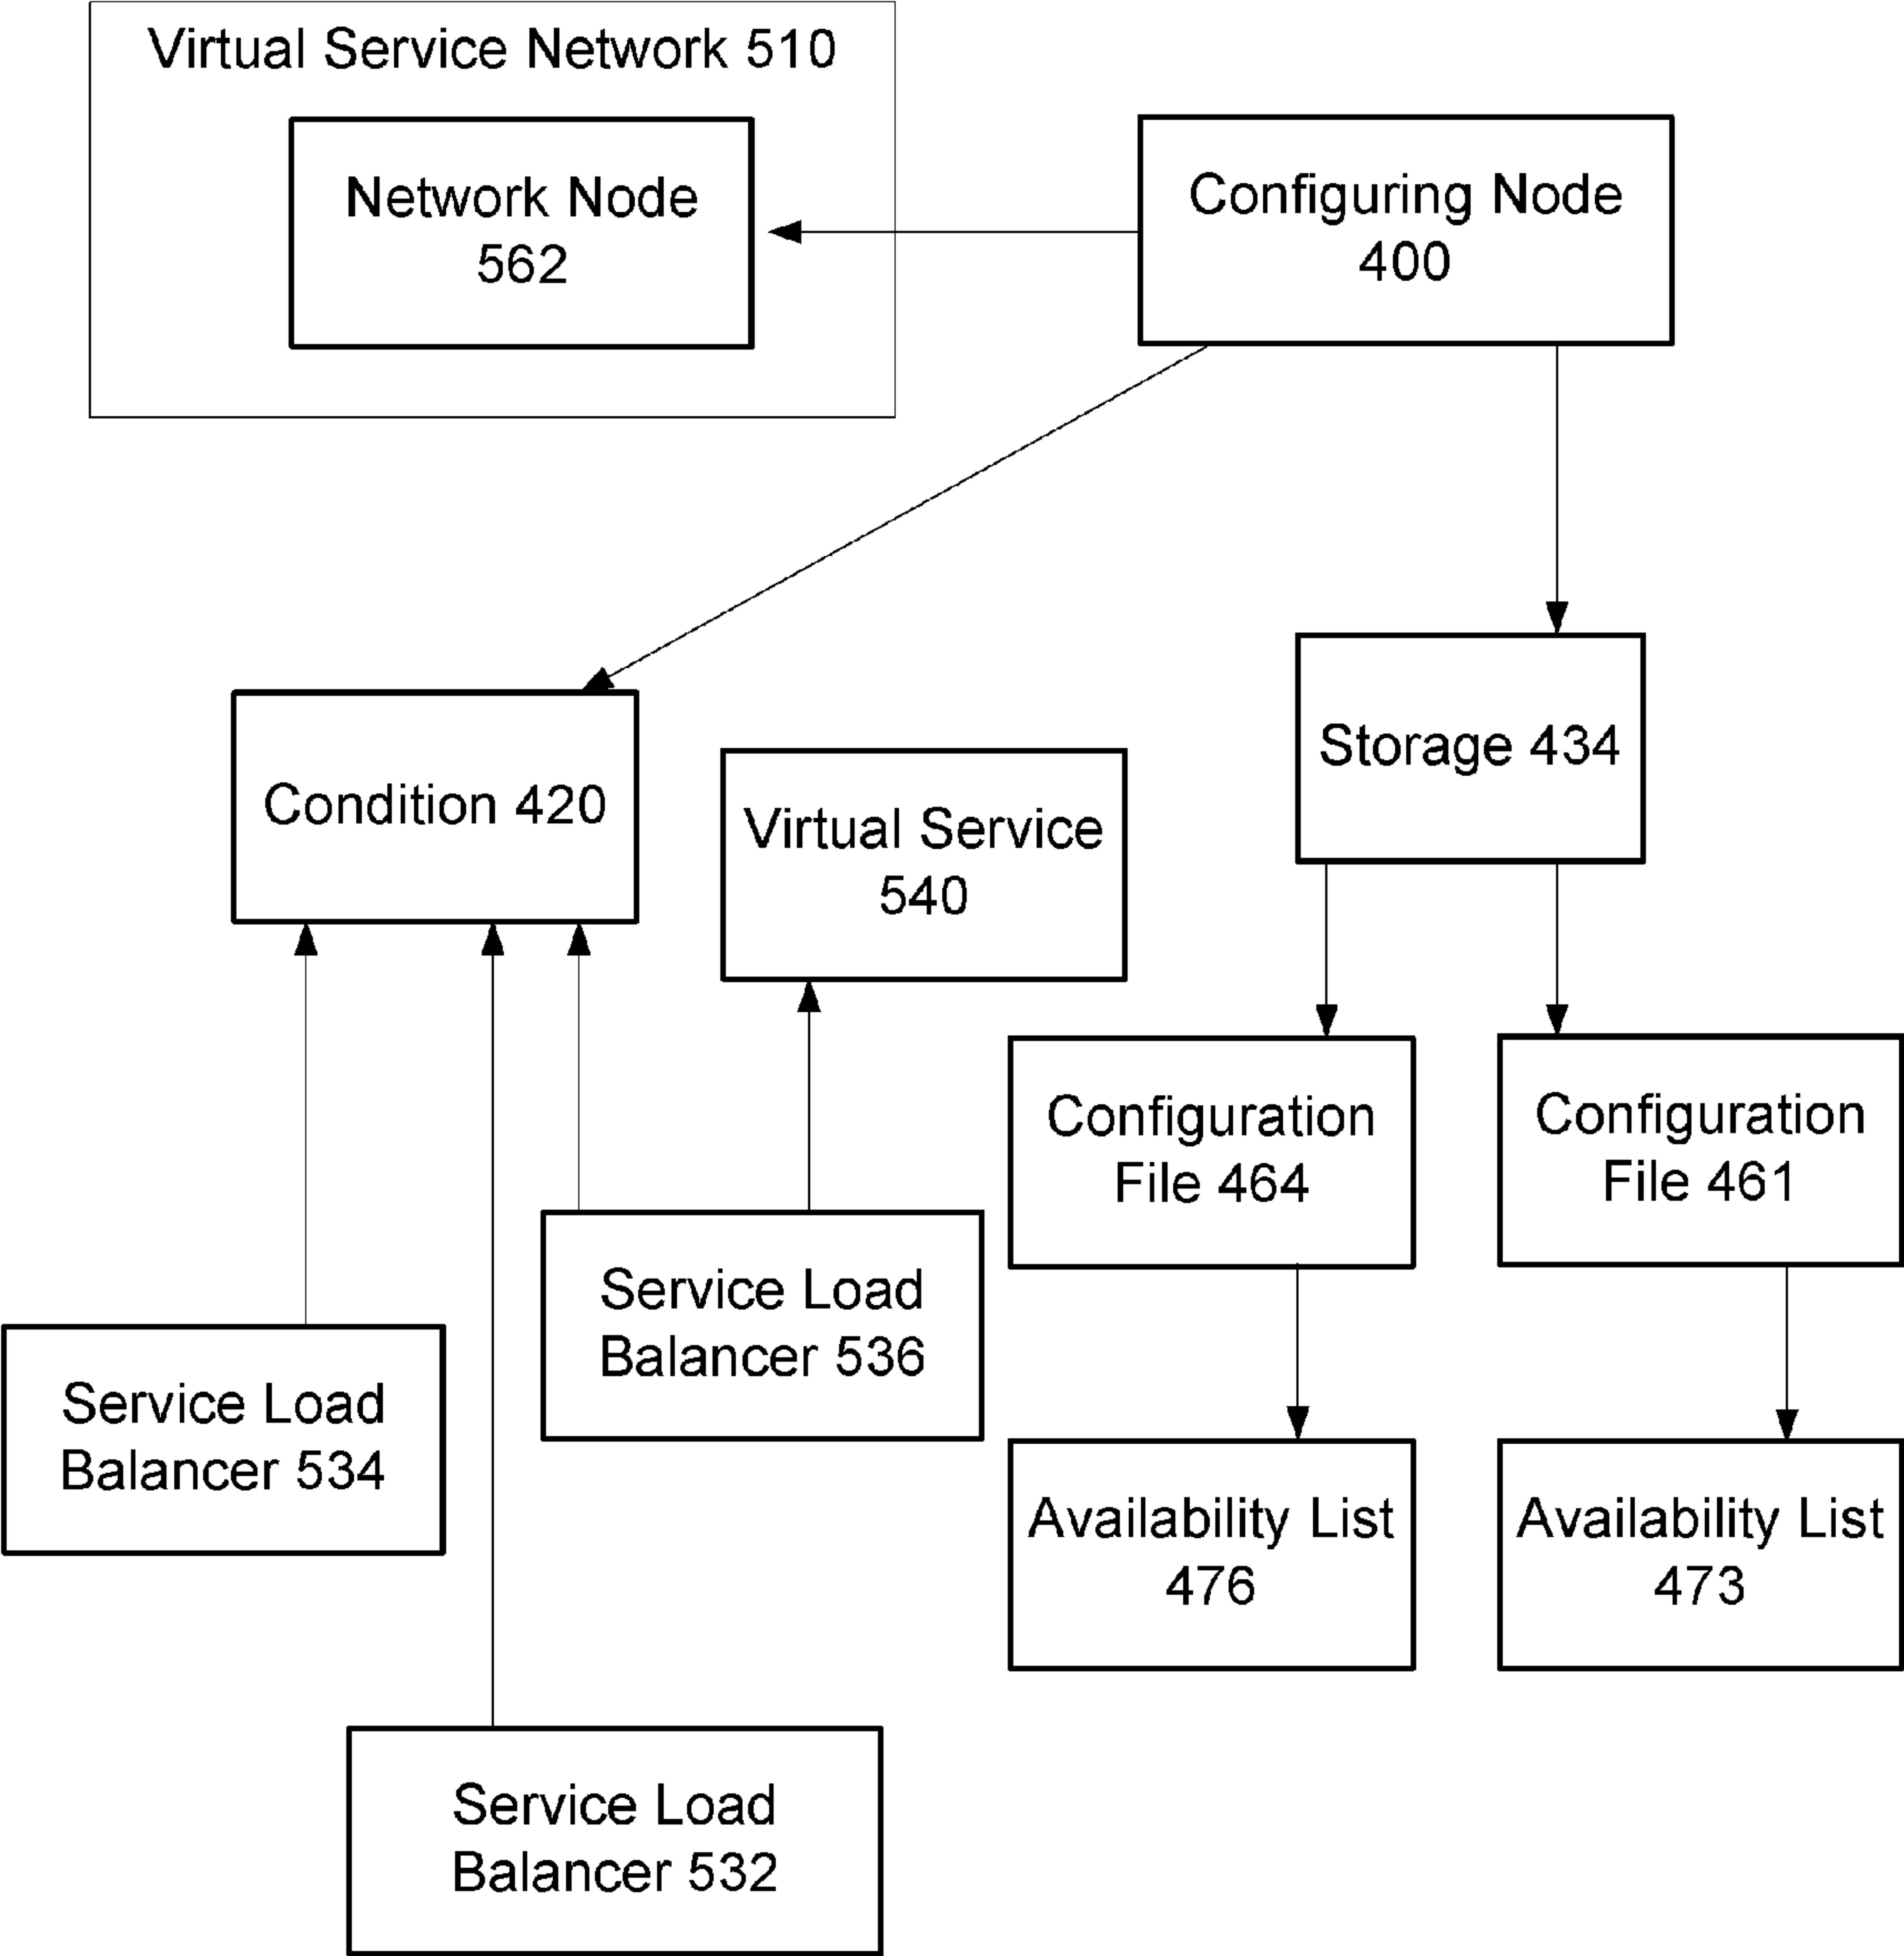 Virtual Service Network 510
Network Node
562
Configuring Node
400
Condition 420
Virtual Service
540
Storage 434
Configuration
File 464
Configuration
File 461
Service Load
Balancer 536
Service Load
Balancer 534
Availability List
476
Availability List
473
Service Load
Balancer 532